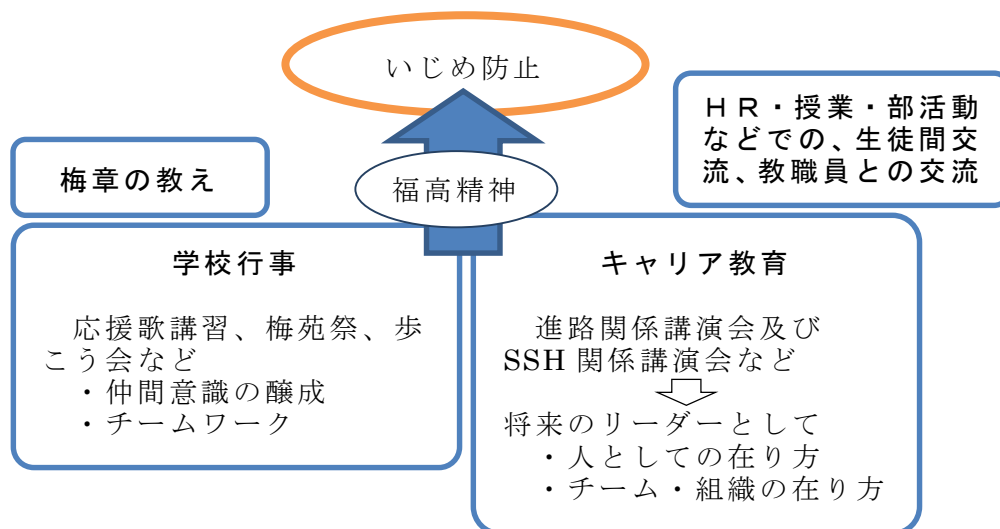 いじめ防止
HR・授業・部活動
などでの、生徒間交
流、教職員との交流
梅章の教え
福高精神
学校行事
応援歌講習、梅苑祭、歩
こう会など
・仲間意識の醸成
・チームワーク
キャリア教育
進路関係講演会及び
SSH 関係講演会など
将来のリーダーとして
・人としての在り方
・チーム・組織の在り方